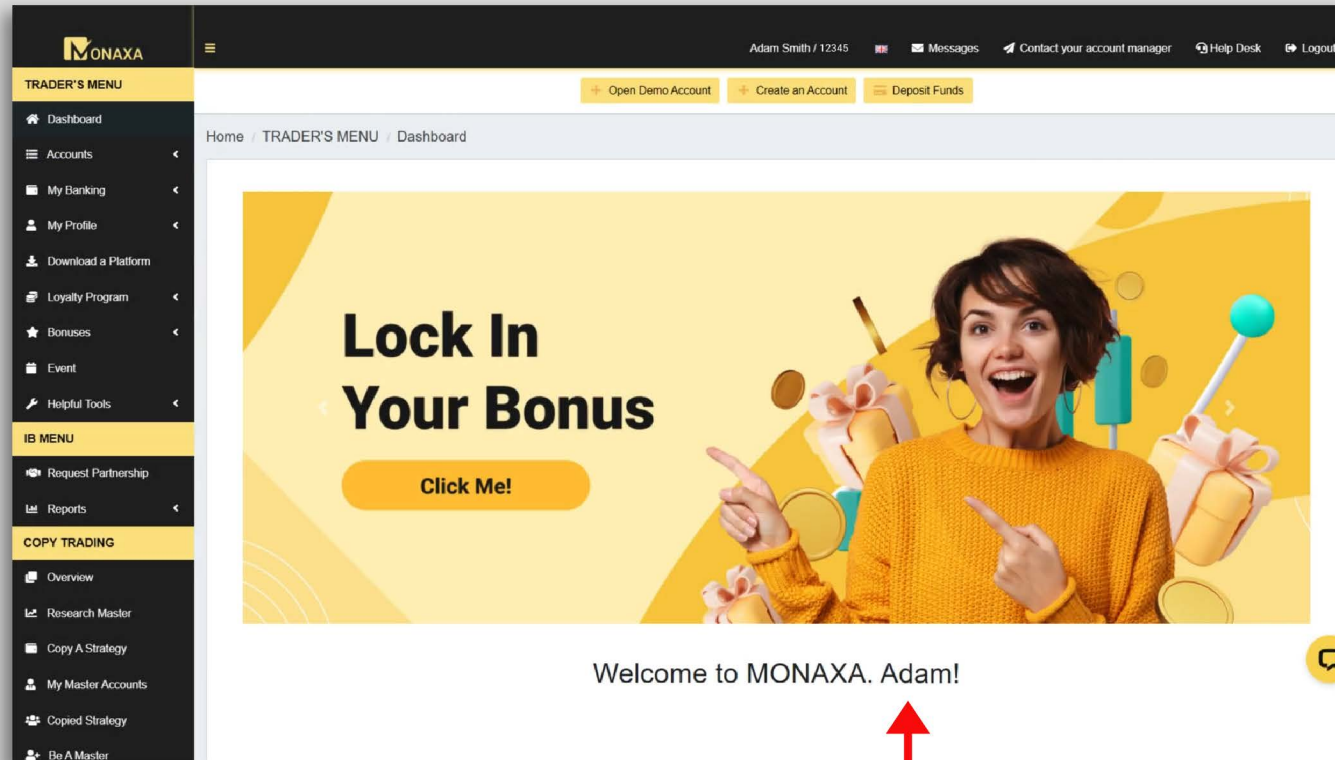 MONAXA
Adam Smith / 12345
Messages
Contact your account manager
Help Desk
Logout
TRADER'S MENU
Open Demo Account
Create an Account
Deposit Funds
Home / TRADER'S MENU / Dashboard
Dashboard
Accounts
My Banking
My Profile
Download a Platform
Loyalty Program
Bonuses
Event
Helpful Tools
IB MENU
Request Partnership
Reports
COPY TRADING
Overview
Research Master
Copy A Strategy
My Master Accounts
Copied Strategy
Be A Master
Lock In
Your Bonus
Click Me!
Welcome to MONAXA. Adam!